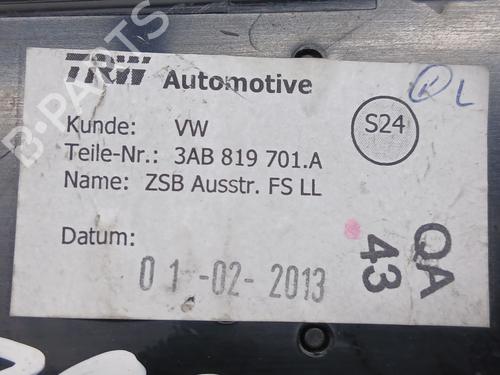 TRW Automotive
Kunde: VW
Teile-Nr.: 3AB 819 701.A
Name: ZSB Ausstr. FS LL
Datum:
01-02-2013
S24
L
QA
43
B-PARTS